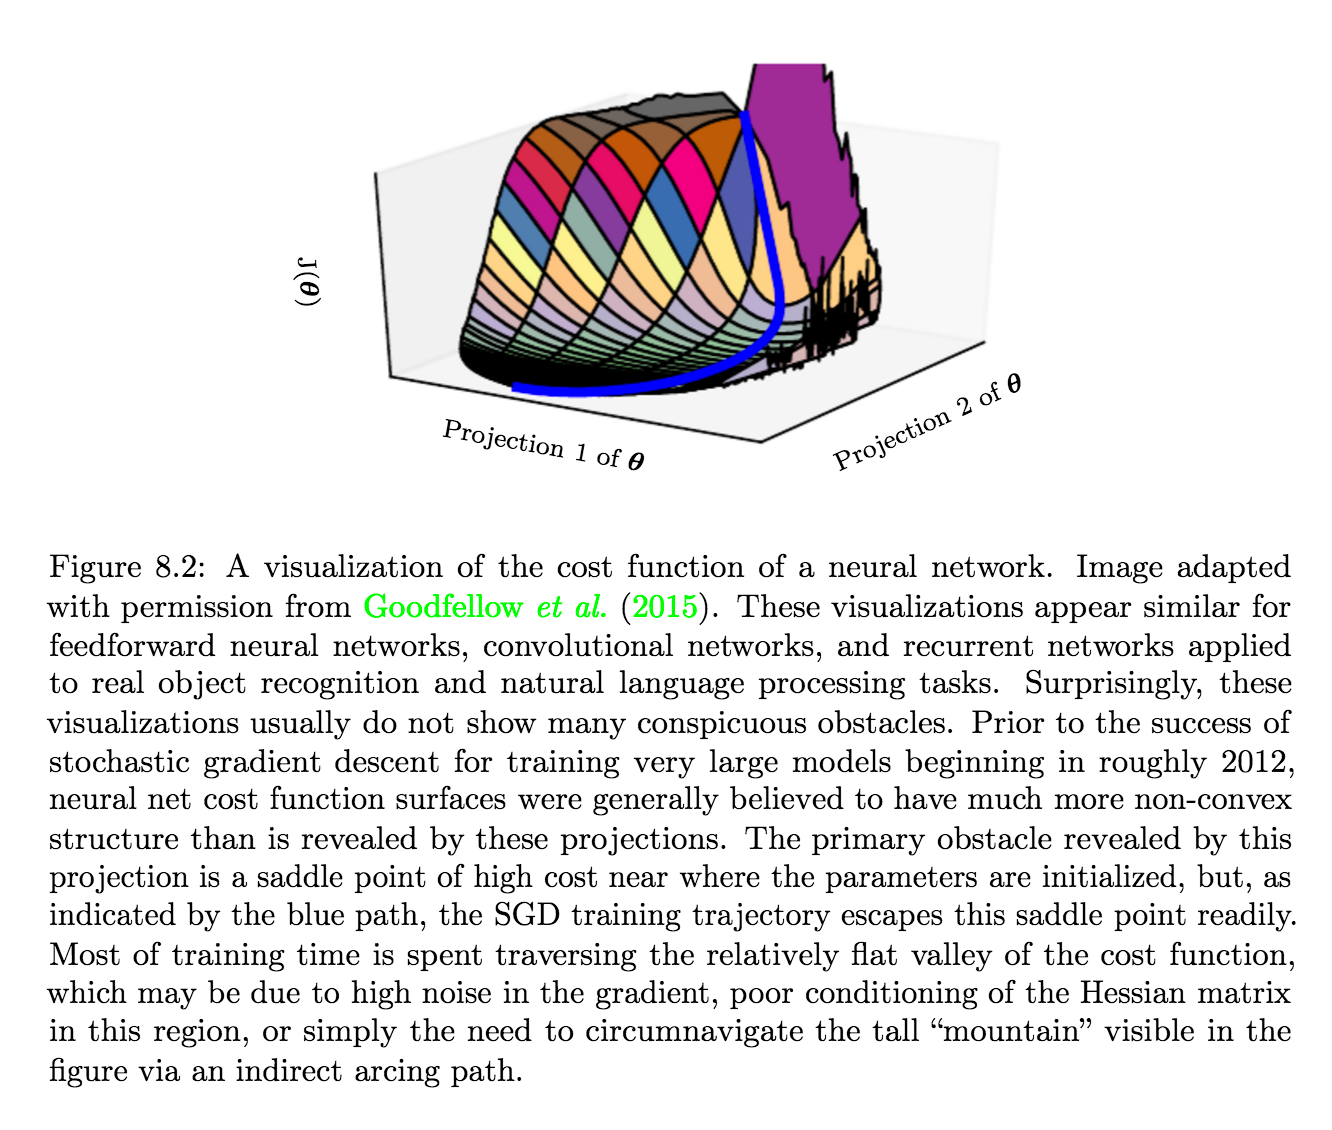 J(θ)
Projection 1 of θ
Projection 2 of θ
Figure 8.2: A visualization of the cost function of a neural network. Image adapted
with permission from Goodfellow et al. (2015). These visualizations appear similar for
feedforward neural networks, convolutional networks, and recurrent networks applied
to real object recognition and natural language processing tasks. Surprisingly, these
visualizations usually do not show many conspicuous obstacles. Prior to the success of
stochastic gradient descent for training very large models beginning in roughly 2012,
neural net cost function surfaces were generally believed to have much more non-convex
structure than is revealed by these projections. The primary obstacle revealed by this
projection is a saddle point of high cost near where the parameters are initialized, but, as
indicated by the blue path, the SGD training trajectory escapes this saddle point readily.
Most of training time is spent traversing the relatively flat valley of the cost function,
which may be due to high noise in the gradient, poor conditioning of the Hessian matrix
in this region, or simply the need to circumnavigate the tall “mountain” visible in the
figure via an indirect arcing path.